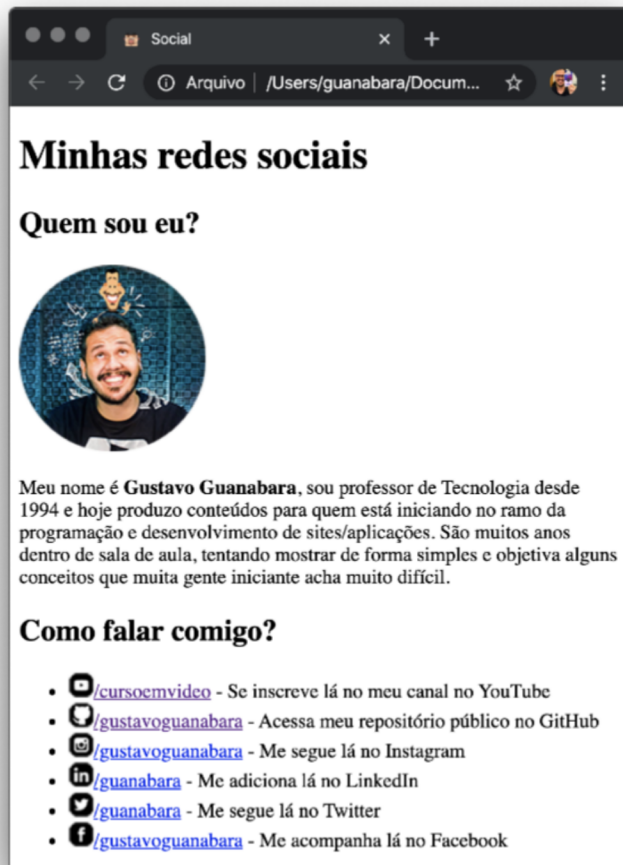 Social
Arquivo /Users/guanabara/Docum...
Minhas redes sociais
Quem sou eu?
Meu nome é Gustavo Guanabara, sou professor de Tecnologia desde
1994 e hoje produzo conteúdos para quem está iniciando no ramo da
programação e desenvolvimento de sites/aplicações. São muitos anos
dentro de sala de aula, tentando mostrar de forma simples e objetiva alguns
conceitos que muita gente iniciante acha muito difícil.
Como falar comigo?
/cursoemvideo - Se inscreve lá no meu canal no YouTube
/gustavoguanabara - Acessa meu repositório público no GitHub
/gustavoguanabara - Me segue lá no Instagram
in /guanabara - Me adiciona lá no LinkedIn
/guanabara - Me segue lá no Twitter
f /gustavoguanabara - Me acompanha lá no Facebook